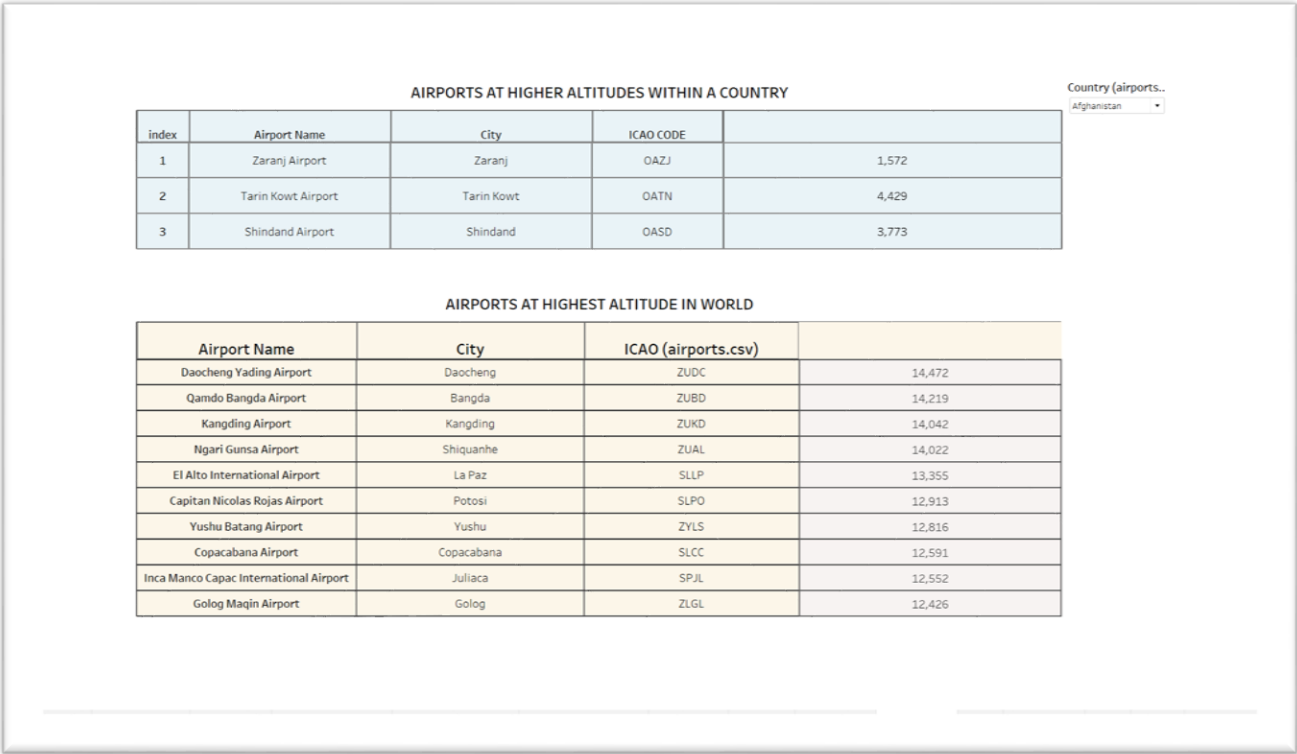 AIRPORTS AT HIGHER ALTITUDES WITHIN A COUNTRY
Country (airports..
Afghanistan
index Airport Name City ICAO CODE
1 Zaranj Airport Zaranj OAZJ 1,572
2 Tarin Kowt Airport Tarin Kowt OATN 4,429
3 Shindand Airport Shindand OASD 3,773
AIRPORTS AT HIGHEST ALTITUDE IN WORLD
Airport Name City ICAO (airports.csv)
Daocheng Yading Airport Daocheng ZUDC 14,472
Qamdo Bangda Airport Bangda ZUBD 14,219
Kangding Airport Kangding ZUKD 14,042
Ngari Gunsa Airport Shiquanhe ZUAL 14,022
El Alto International Airport La Paz SLLP 13,355
Capitan Nicolas Rojas Airport Potosi SLPO 12,913
Yushu Batang Airport Yushu ZYLS 12,816
Copacabana Airport Copacabana SLCC 12,591
Inca Manco Capac International Airport Juliaca SPJL 12,552
Golog Maqin Airport Golog ZLGL 12,426